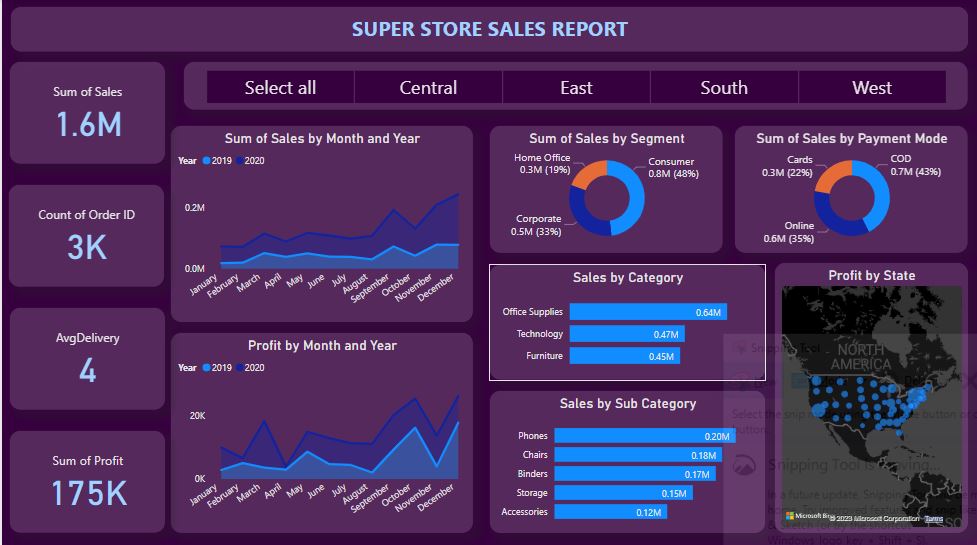 SUPER STORE SALES REPORT
Sum of Sales
1.6M
Select all
Central
East
South
West
Count of Order ID
3K
AvgDelivery
4
Sum of Profit
175K
Sum of Sales by Month and Year
Year 2019 2020
0.2M
0.0M
January
February
March
April
May
June
July
August
September
October
November
December
Profit by Month and Year
Year 2019 2020
20K
0K
January
February
March
April
May
June
July
August
September
October
November
December
Sum of Sales by Segment
Home Office
0.3M (19%)
Consumer
0.8M (48%)
Corporate
0.5M (33%)
Sum of Sales by Payment Mode
Cards
0.3M (22%)
COD
0.7M (43%)
Online
0.6M (35%)
Sales by Category
Office Supplies 0.64M
Technology 0.47M
Furniture 0.45M
Sales by Sub Category
Phones 0.20M
Chairs 0.18M
Binders 0.17M
Storage 0.15M
Accessories 0.12M
Profit by State
NORTH
AMERICA
Snipping Tool
Select the snip
button or
button.
Snipping Tool is moving...
In a future update, Snipping
Windows logo key + Shift + S
Microsoft Bing
© 2023 Microsoft Corporation Terms